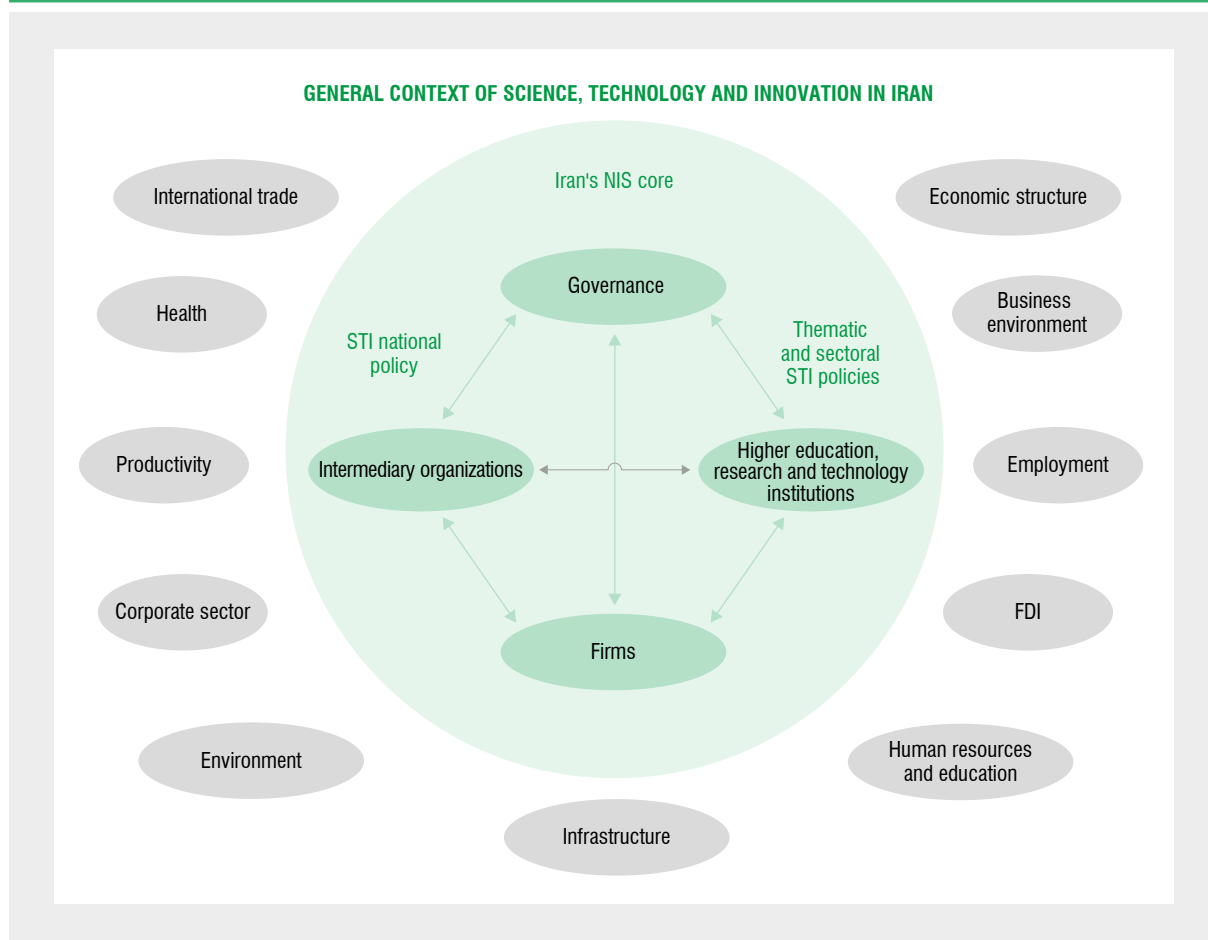 GENERAL CONTEXT OF SCIENCE, TECHNOLOGY AND INNOVATION IN IRAN
Iran's NIS core
International trade
Economic structure
Governance
Health
Business
environment
STI national
policy
Thematic
and sectoral
STI policies
Productivity
Intermediary organizations
Higher education,
research and technology
institutions
Employment
Corporate sector
FDI
Firms
Environment
Human resources
and education
Infrastructure